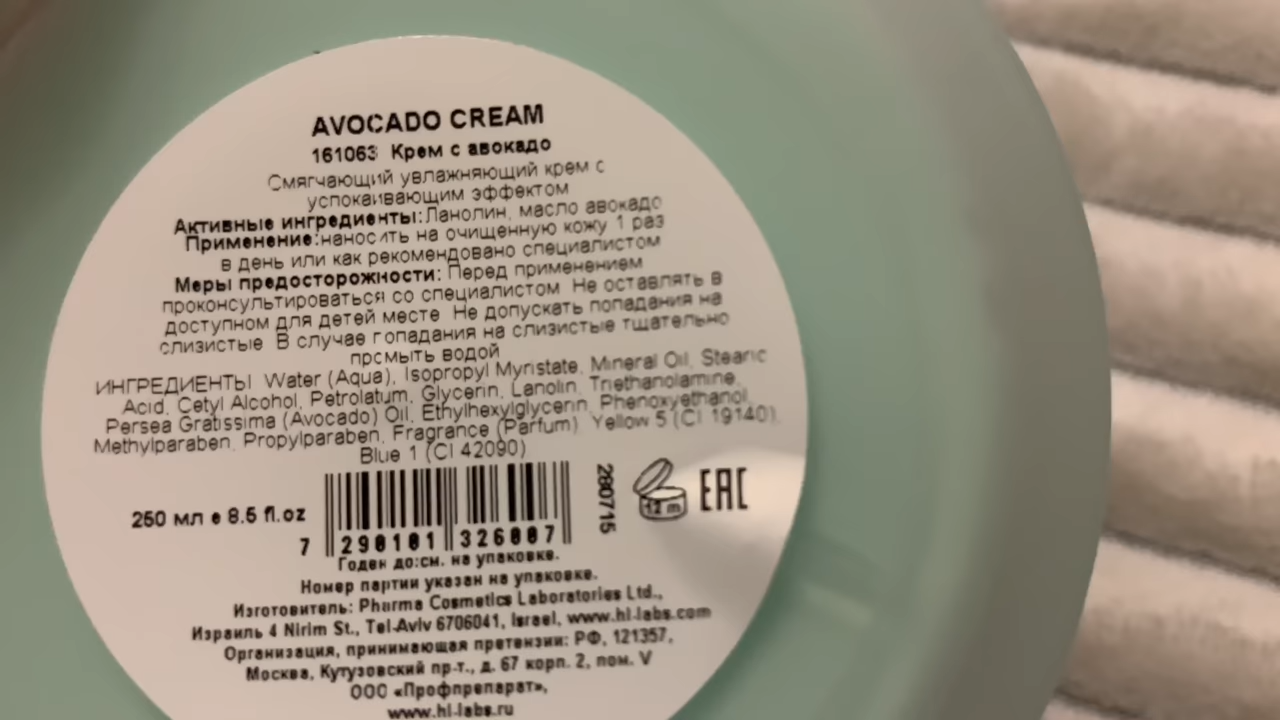 AVOCADO CREAM
161063 Крем с авокадо
Смягчающий увлажняющий крем с
успокаивающим эффектом
Активные ингредиенты: Ланолин, масло авокадо
Применение: наносить на очищенную кожу 1 раз
в день или как рекомендовано специалистом
Меры предосторожности: Перед применением
проконсультироваться со специалистом Не оставлять в
доступном для детей месте Не допускать попадания на
слизистые В случае попадания на слизистые тщательно
промыть водой
ИНГРЕДИЕНТЫ Water (Aqua), Isopropyl Myristate, Mineral Oil, Stearic
Acid, Cetyl Alcohol, Petrolatum, Glycerin, Lanolin, Triethanolamine,
Persea Gratissima (Avocado) Oil, Ethylhexylglycerin, Phenoxyethanol,
Methylparaben, Propylparaben, Fragrance (Parfum) Yellow 5 (CI 19140),
Blue 1 (CI 42090)
250 мл е 8.5 fl.oz
7 290101 326007
280715
12 m
EAC
Годен до:см. на упаковке.
Номер партии указан на упаковке.
Изготовитель: Pharma Cosmetics Laboratories Ltd.,
Израиль 4 Nirim St., Tel-Aviv 6706041, Israel, www.hl-labs.com
Организация, принимающая претензии: РФ, 121357,
Москва, Кутузовский пр-т., д. 67 корп. 2, пом. V
ООО «Профпрепарат»,
www.hl-labs.ru